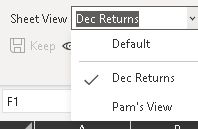 Sheet View Dec Returns
Keep
Default
Dec Returns
F1
Pam's View